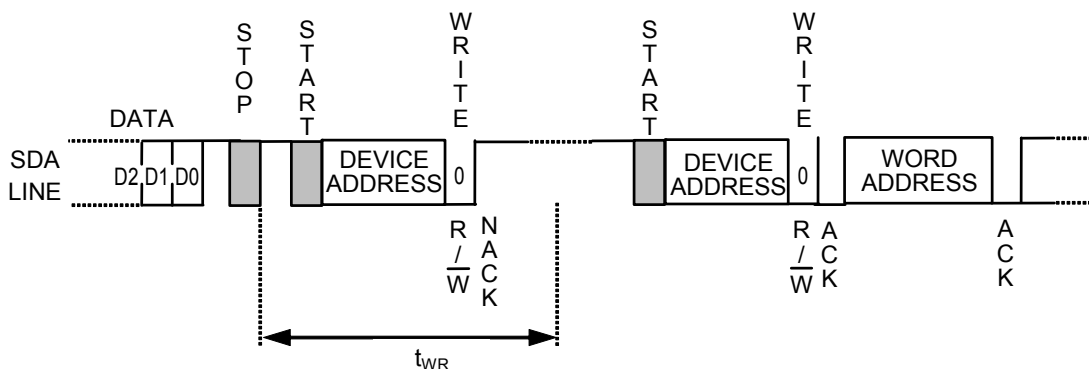 STOP
START
WRITE
START
WRITE
DATA
SDA
LINE
D2 D1 D0
DEVICE
ADDRESS
0
DEVICE
ADDRESS
0
WORD
ADDRESS
R/W
NACK
R/W
ACK
ACK
tWR